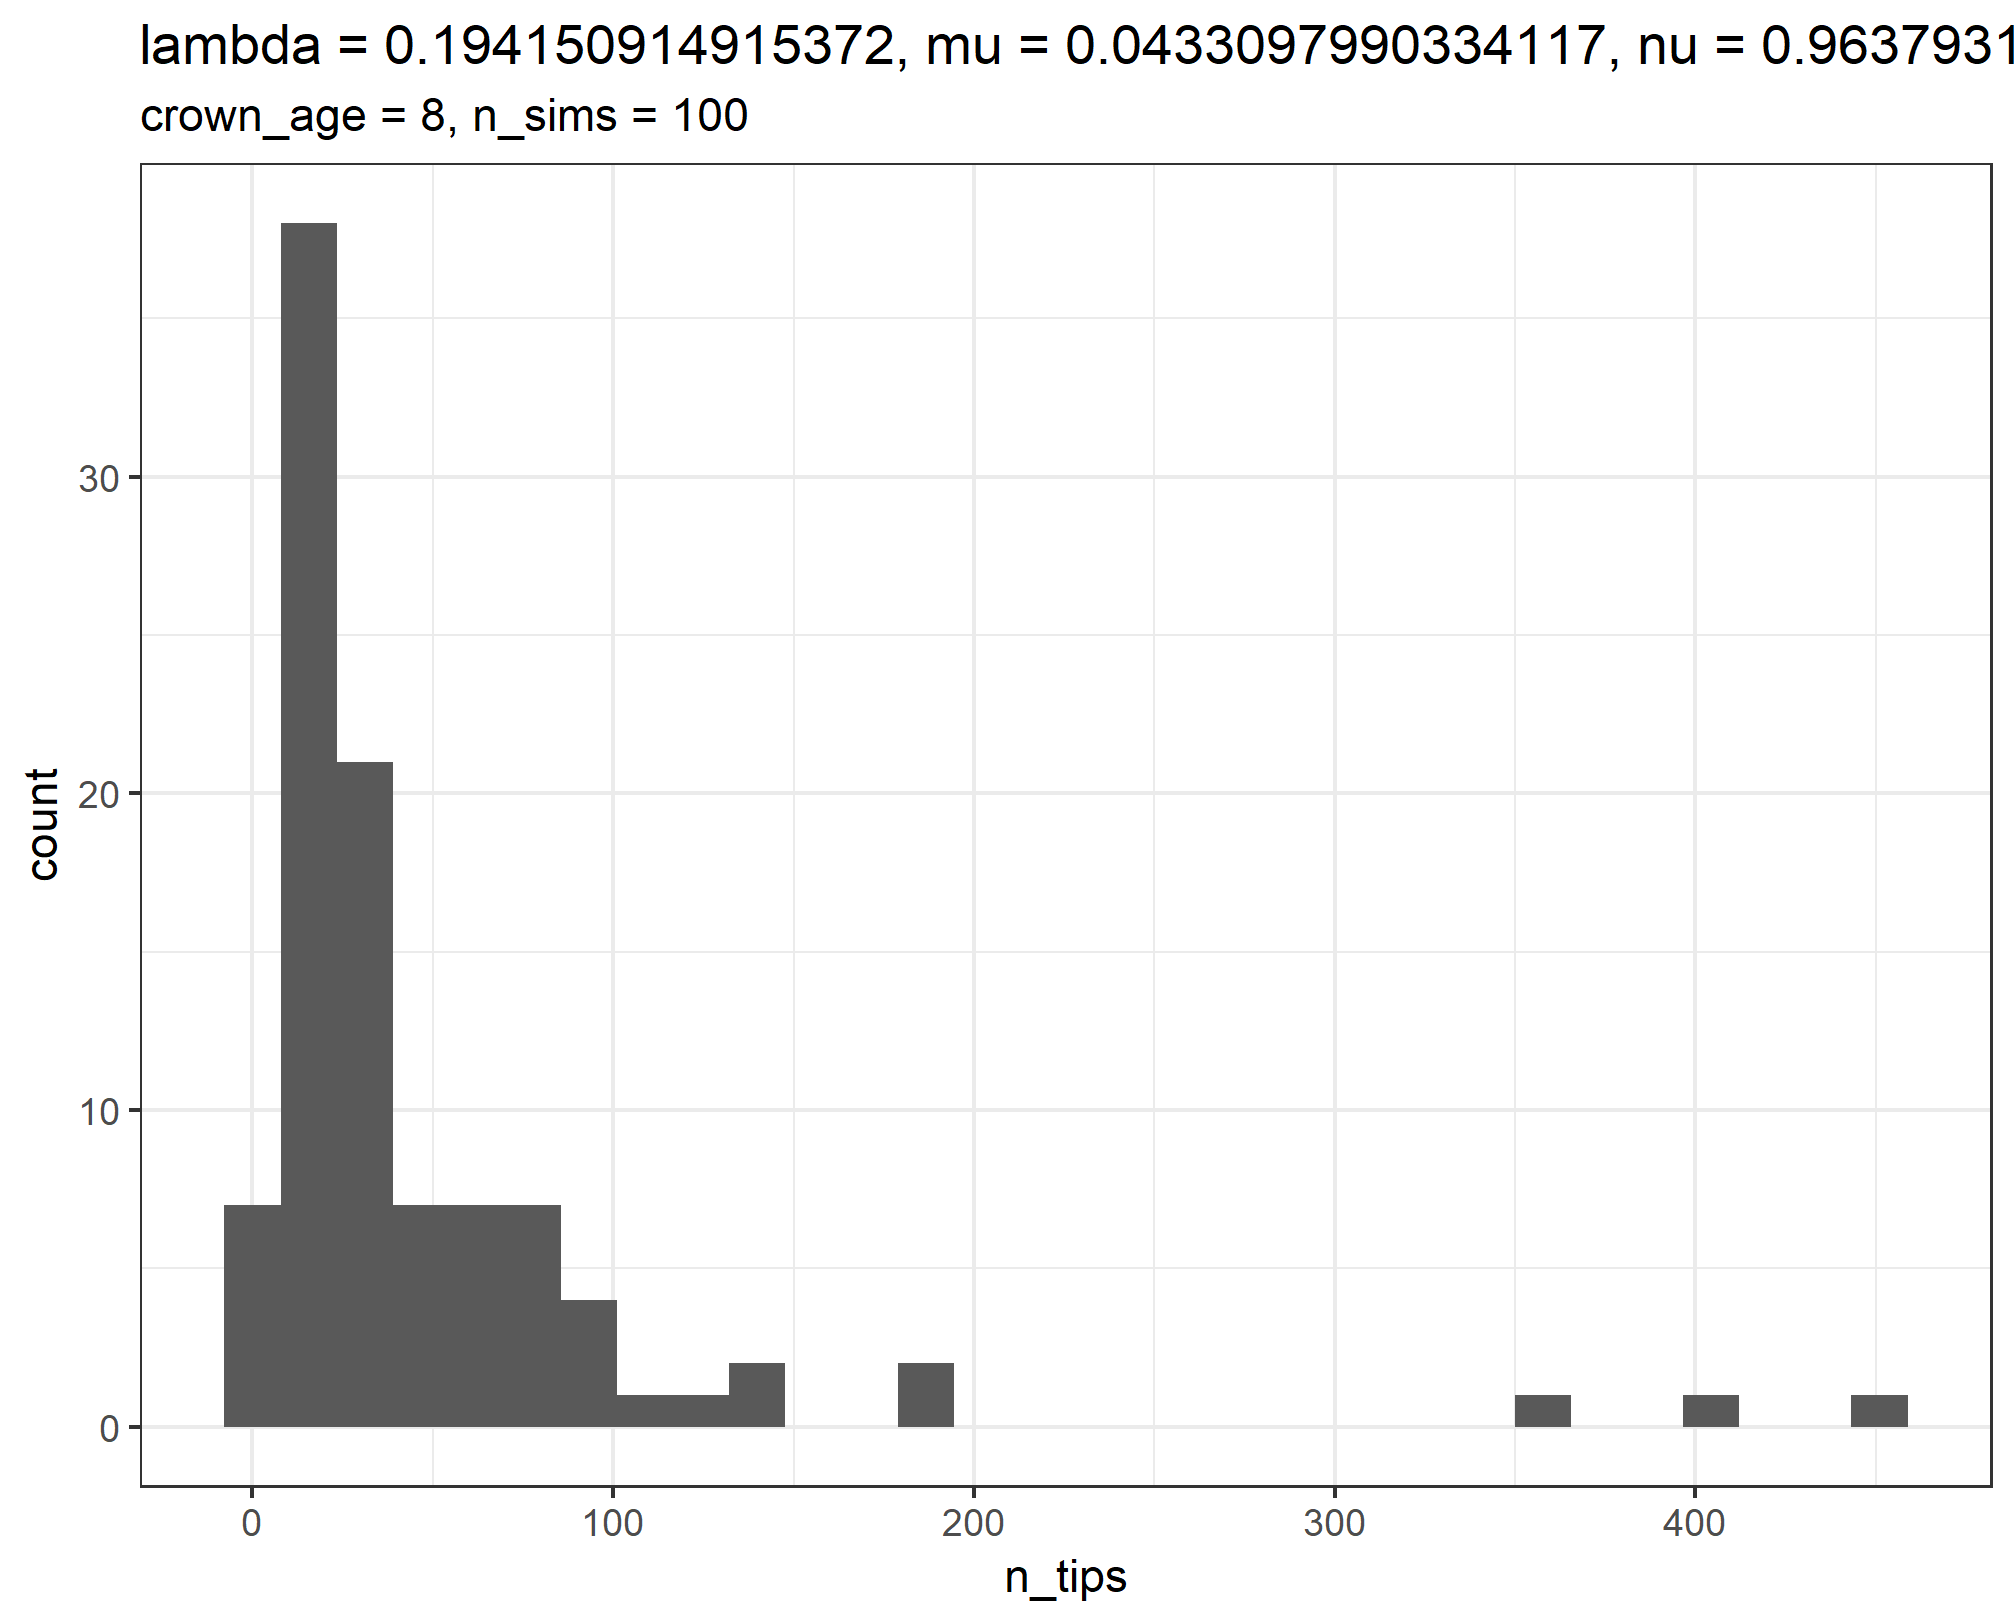 lambda = 0.194150914915372, mu = 0.0433097990334117, nu = 0.9637931
crown_age = 8, n_sims = 100
30
20
10
0
count
0 100 200 300 400
n_tips